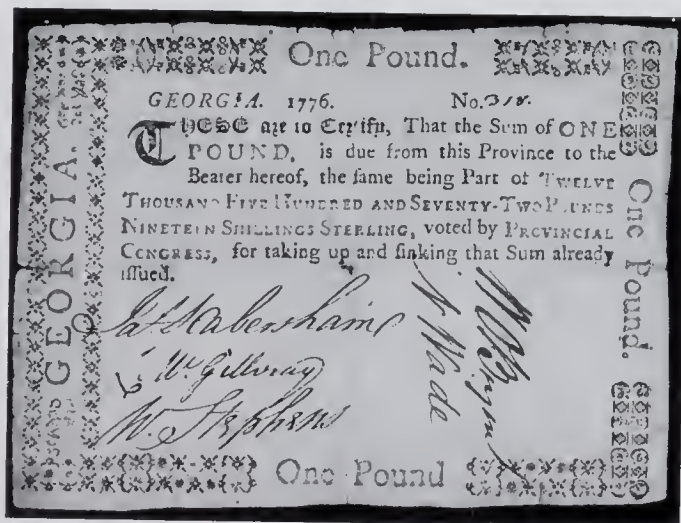 One Pound.
GEORGIA. 1776. No. 318.
THESE are to Certify, That the Sum of ONE
POUND, is due from this Province to the
Bearer hereof, the same being Part of TWELVE
THOUSAND FIVE HUNDRED AND SEVENTY-TWO POUNDS
NINETEEN SHILLINGS STERLING, voted by PROVINCIAL
CONGRESS, for taking up and sinking that Sum already
issued.
Jas Habersham
Wm Gillivray
W. Stephens
N Wade
One Pound
GEORGIA.
One Pound.